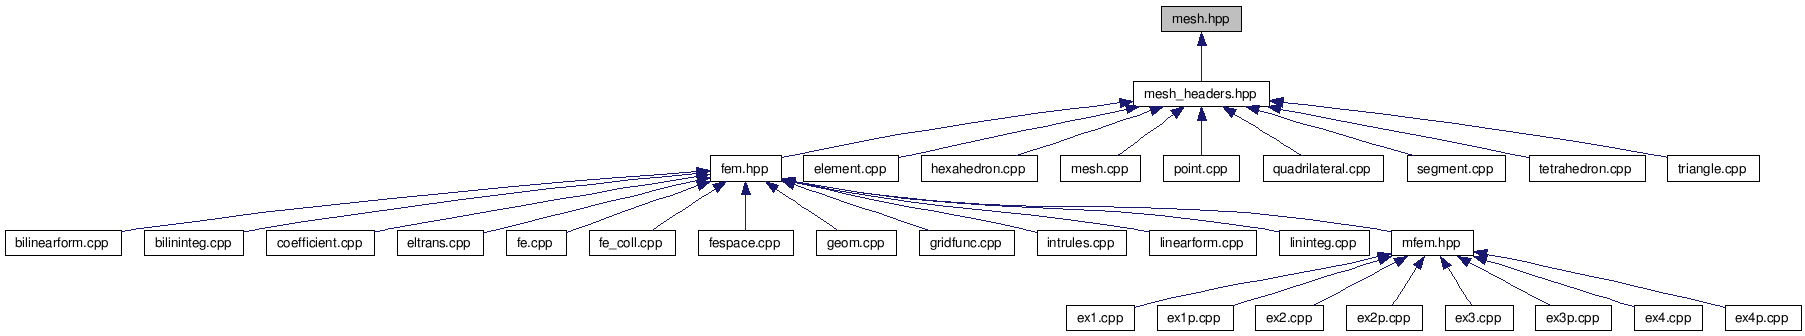 mesh.hpp
mesh_headers.hpp
fem.hpp
element.cpp
hexahedron.cpp
mesh.cpp
point.cpp
quadrilateral.cpp
segment.cpp
tetrahedron.cpp
triangle.cpp
bilinearform.cpp
bilininteg.cpp
coefficient.cpp
eltrans.cpp
fe.cpp
fe_coll.cpp
fespace.cpp
geom.cpp
gridfunc.cpp
intrules.cpp
linearform.cpp
lininteg.cpp
mfem.hpp
ex1.cpp
ex1p.cpp
ex2.cpp
ex2p.cpp
ex3.cpp
ex3p.cpp
ex4.cpp
ex4p.cpp